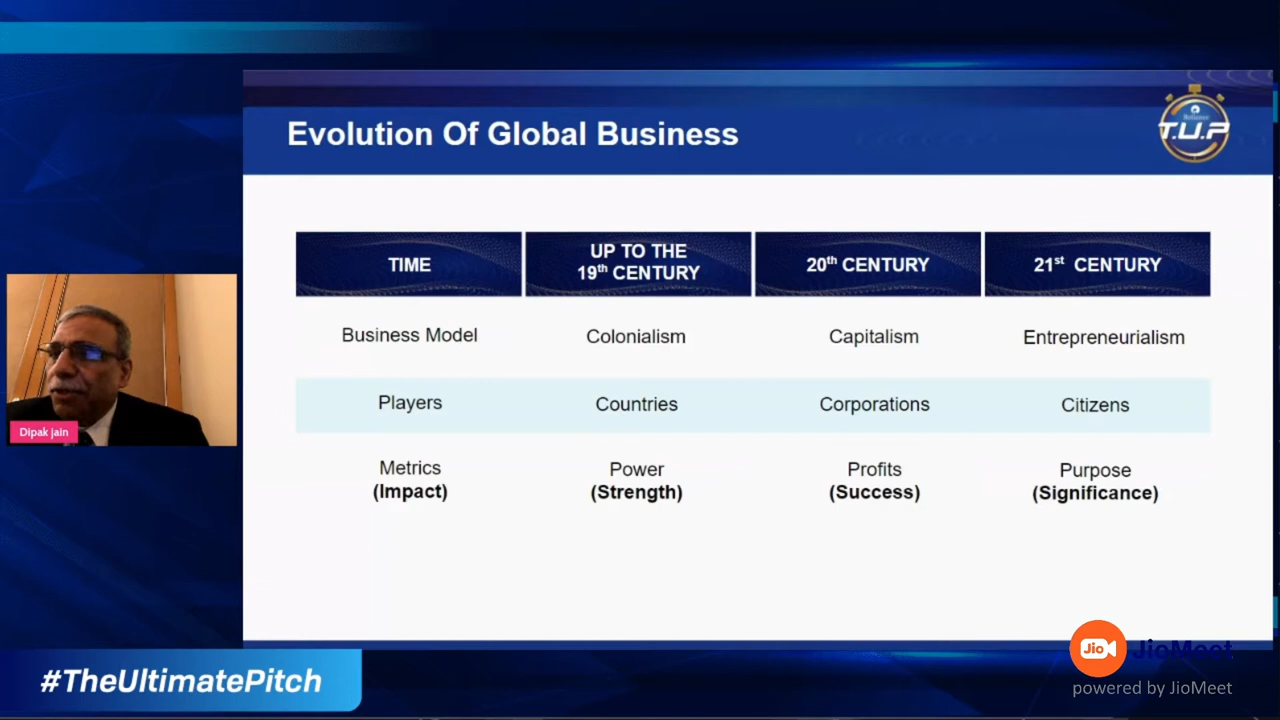 Evolution Of Global Business
Reliance
T.U.P
TIME
UP TO THE
19th CENTURY
20th CENTURY
21st CENTURY
Business Model
Colonialism
Capitalism
Entrepreneurialism
Players
Countries
Corporations
Citizens
Metrics
(Impact)
Power
(Strength)
Profits
(Success)
Purpose
(Significance)
Dipak jain
#TheUltimatePitch
Jio
JioMeet
powered by JioMeet